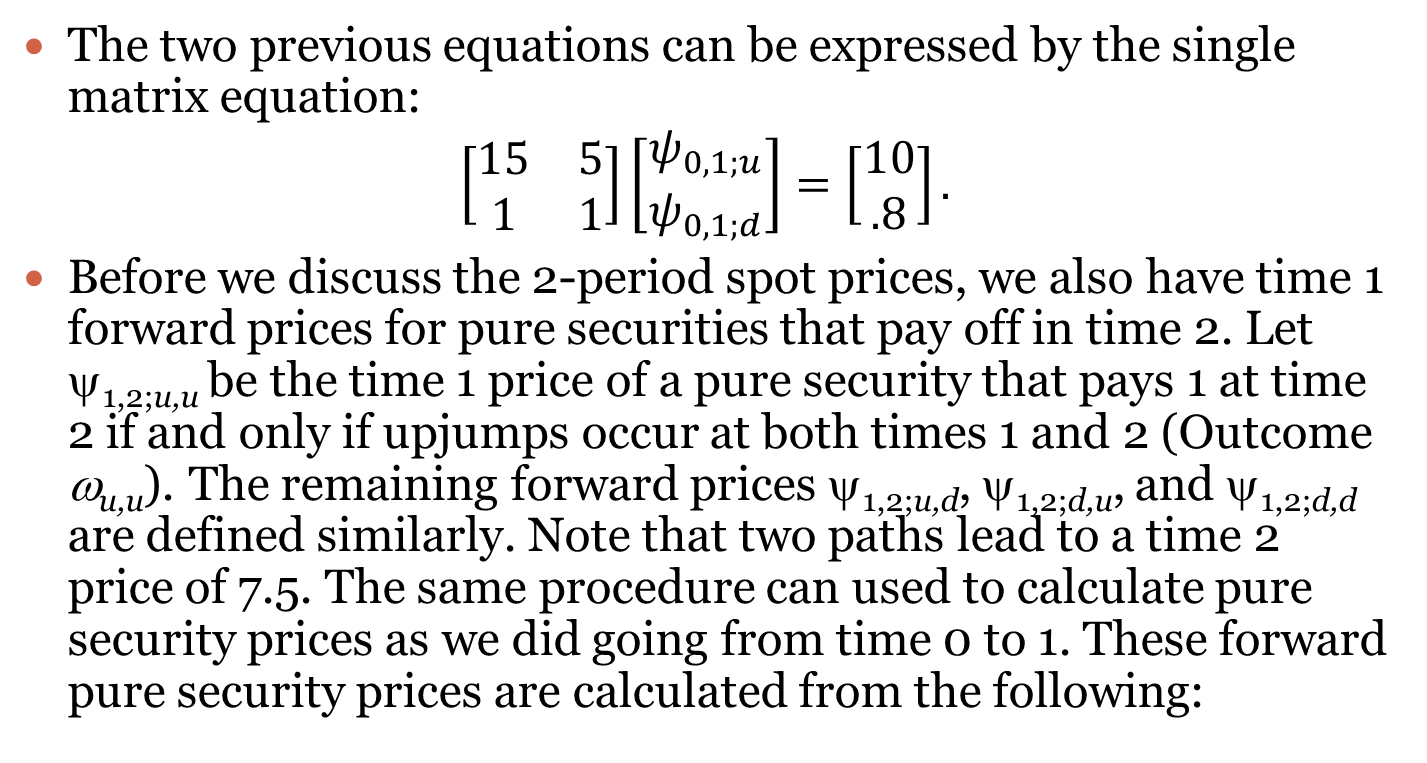 • The two previous equations can be expressed by the single
matrix equation:
[15 5; 1 1] [ψ0,1;u; ψ0,1;d] = [10; .8].
• Before we discuss the 2-period spot prices, we also have time 1
forward prices for pure securities that pay off in time 2. Let
ψ1,2;u,u be the time 1 price of a pure security that pays 1 at time
2 if and only if upjumps occur at both times 1 and 2 (Outcome
ωu,u). The remaining forward prices ψ1,2;u,d, ψ1,2;d,u, and ψ1,2;d,d
are defined similarly. Note that two paths lead to a time 2
price of 7.5. The same procedure can used to calculate pure
security prices as we did going from time 0 to 1. These forward
pure security prices are calculated from the following: